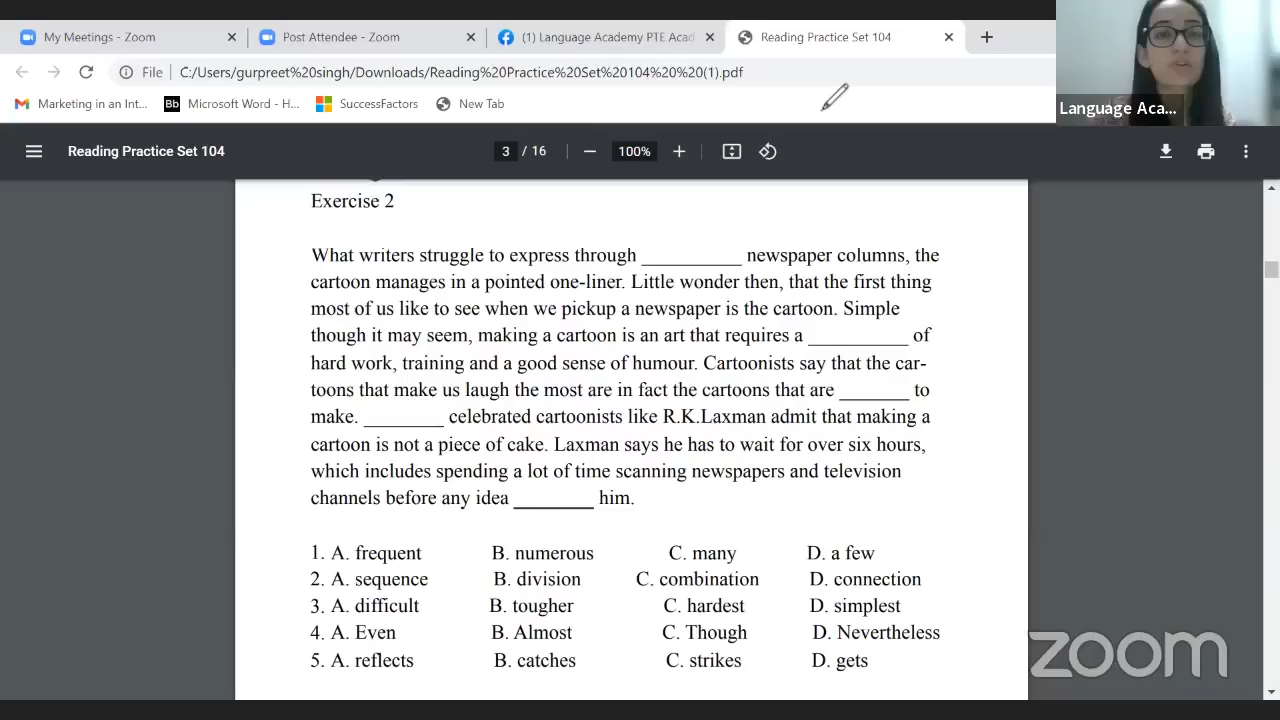 My Meetings - Zoom
Post Attendee - Zoom
(1) Language Academy PTE Acad
Reading Practice Set 104
File
C:/Users/gurpreet%20singh/Downloads/Reading%20Practice%20Set%20104%20%20(1).pdf
Marketing in an Int...
Bb
Microsoft Word - H...
SuccessFactors
New Tab
Language Aca...
Reading Practice Set 104
3 / 16
100%
Exercise 2
What writers struggle to express through __________ newspaper columns, the
cartoon manages in a pointed one-liner. Little wonder then, that the first thing
most of us like to see when we pickup a newspaper is the cartoon. Simple
though it may seem, making a cartoon is an art that requires a __________ of
hard work, training and a good sense of humour. Cartoonists say that the car-
toons that make us laugh the most are in fact the cartoons that are _______ to
make. ________ celebrated cartoonists like R.K.Laxman admit that making a
cartoon is not a piece of cake. Laxman says he has to wait for over six hours,
which includes spending a lot of time scanning newspapers and television
channels before any idea ________ him.
1. A. frequent B. numerous C. many D. a few
2. A. sequence B. division C. combination D. connection
3. A. difficult B. tougher C. hardest D. simplest
4. A. Even B. Almost C. Though D. Nevertheless
5. A. reflects B. catches C. strikes D. gets
zoom